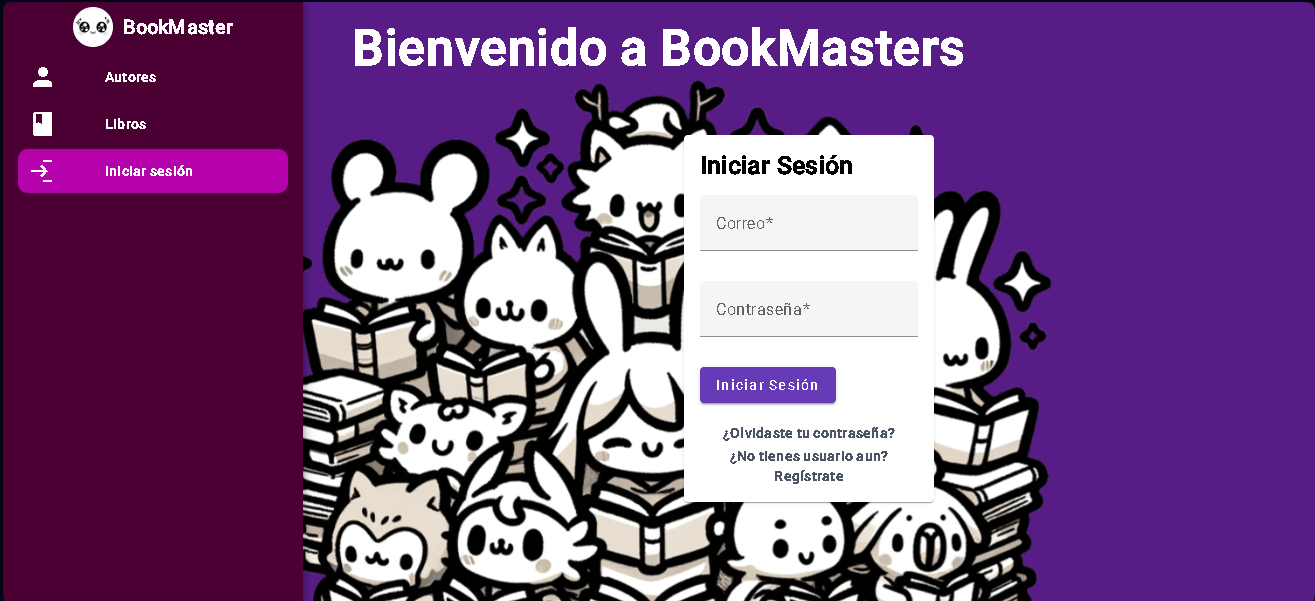 BookMaster
Autores
Libros
Iniciar sesión
Bienvenido a BookMasters
Iniciar Sesión
Correo*
Contraseña*
Iniciar Sesión
¿Olvidaste tu contraseña?
¿No tienes usuario aun?
Regístrate